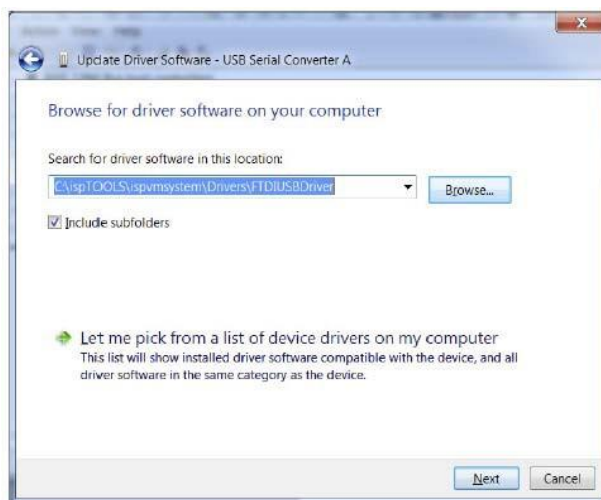 Update Driver Software - USB Serial Converter A
Browse for driver software on your computer
Search for driver software in this location:
C:\ispTOOLS\ispvmsystem\Drivers\FTDIUSBDriver
Browse...
Include subfolders
Let me pick from a list of device drivers on my computer
This list will show installed driver software compatible with the device, and all
driver software in the same category as the device.
Next
Cancel